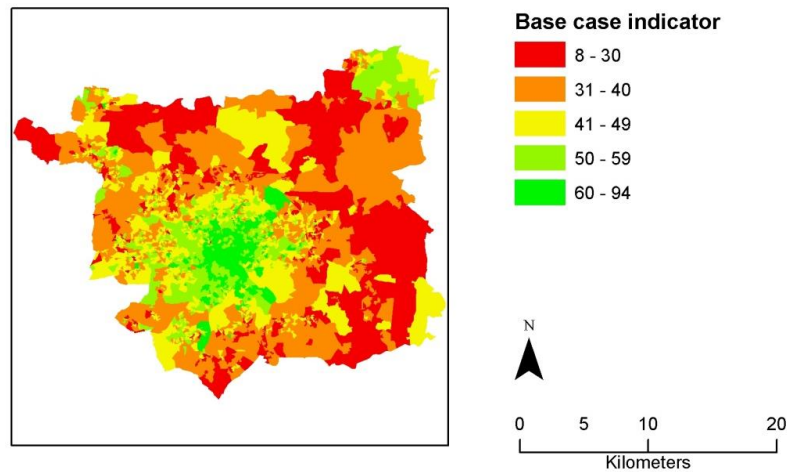 Base case indicator
8 - 30
31 - 40
41 - 49
50 - 59
60 - 94
N
0 5 10 20
Kilometers